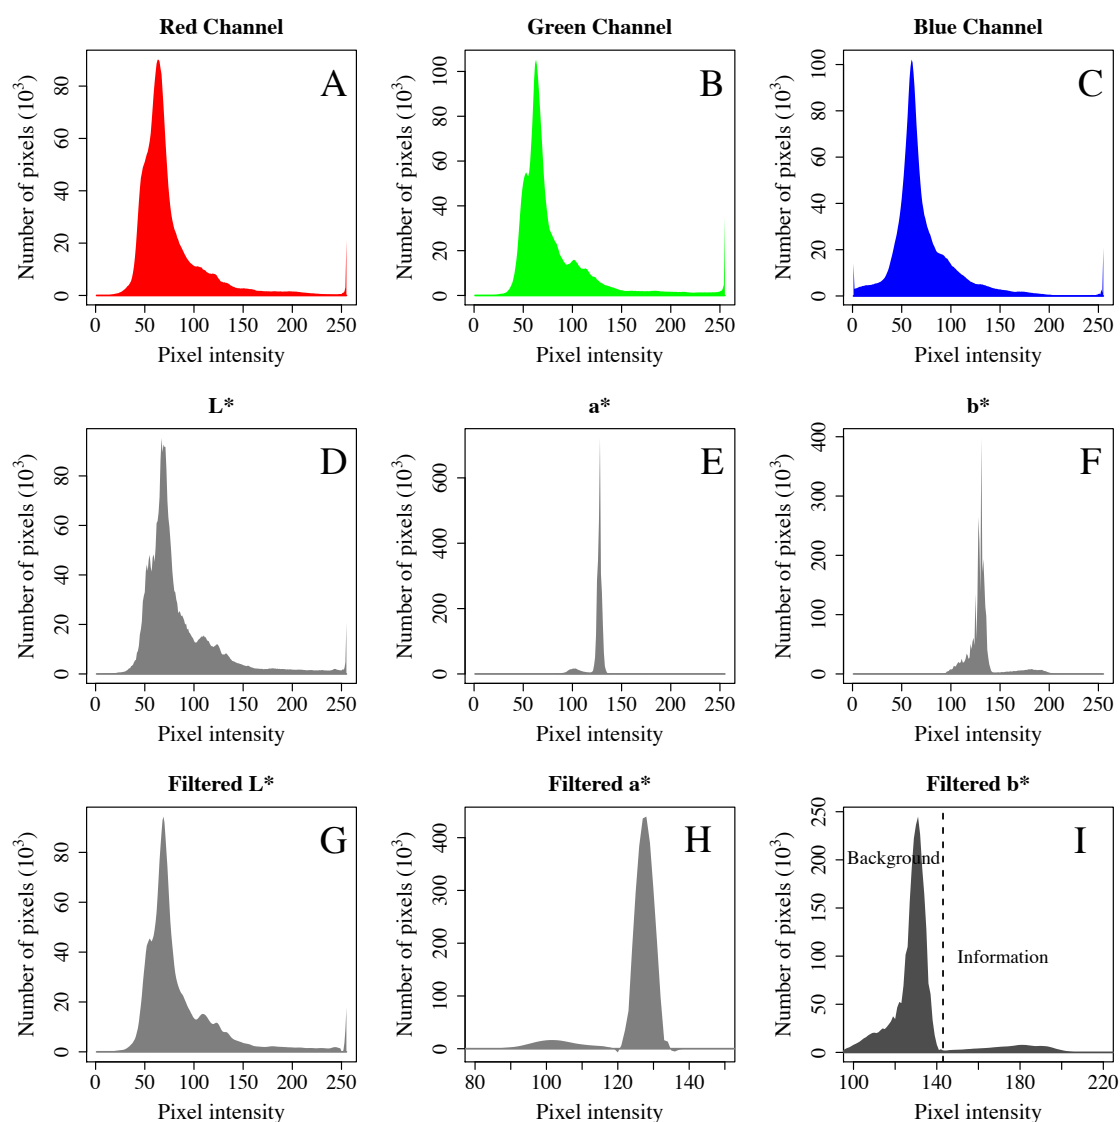 Red Channel
A
Number of pixels (10³)
0 20 40 60 80
0 50 100 150 200 250
Pixel intensity
Green Channel
B
Number of pixels (10³)
0 20 40 60 80 100
0 50 100 150 200 250
Pixel intensity
Blue Channel
C
Number of pixels (10³)
0 20 40 60 80 100
0 50 100 150 200 250
Pixel intensity
L*
D
Number of pixels (10³)
0 20 40 60 80
0 50 100 150 200 250
Pixel intensity
a*
E
Number of pixels (10³)
0 200 400 600
0 50 100 150 200 250
Pixel intensity
b*
F
Number of pixels (10³)
0 100 200 300 400
0 50 100 150 200 250
Pixel intensity
Filtered L*
G
Number of pixels (10³)
0 20 40 60 80
0 50 100 150 200 250
Pixel intensity
Filtered a*
H
Number of pixels (10³)
0 100 200 300 400
80 100 120 140
Pixel intensity
Filtered b*
I
Background
Information
Number of pixels (10³)
0 50 100 150 200 250
100 140 180 220
Pixel intensity